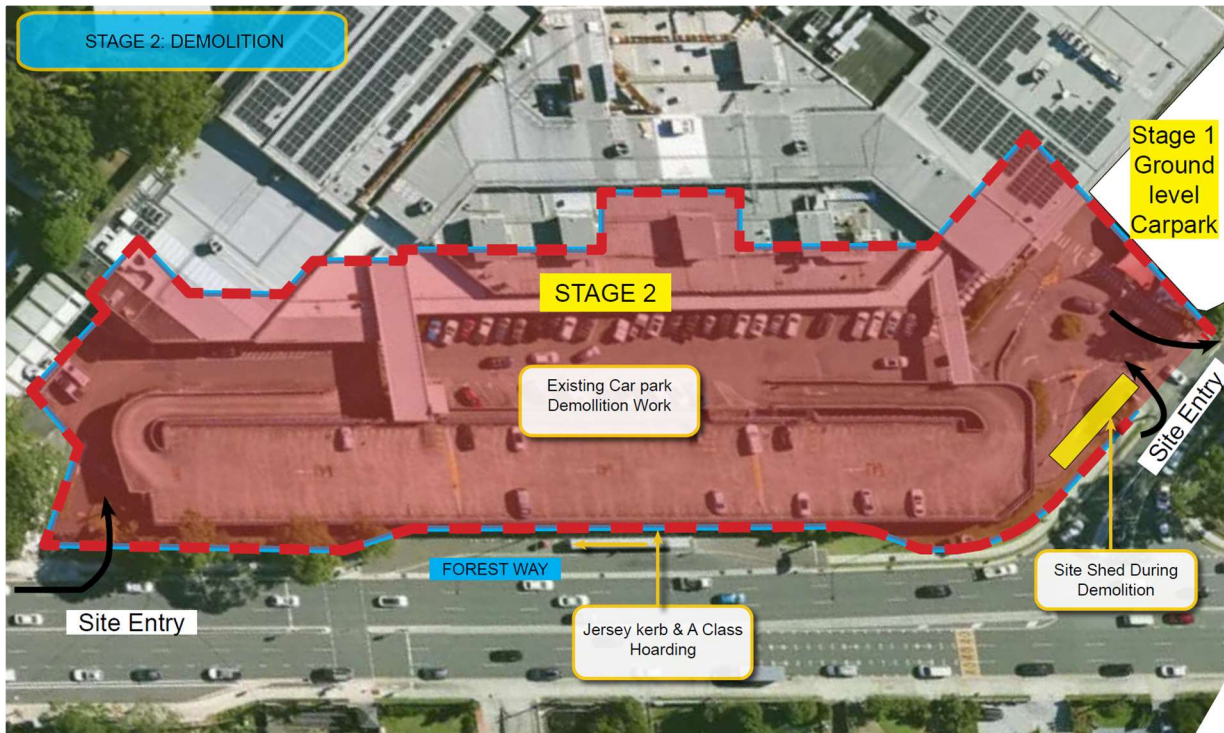 STAGE 2: DEMOLITION
Stage 1
Ground
level
Carpark
STAGE 2
Existing Car park
Demollition Work
Site Entry
FOREST WAY
Site Shed During
Demolition
Site Entry
Jersey kerb & A Class
Hoarding